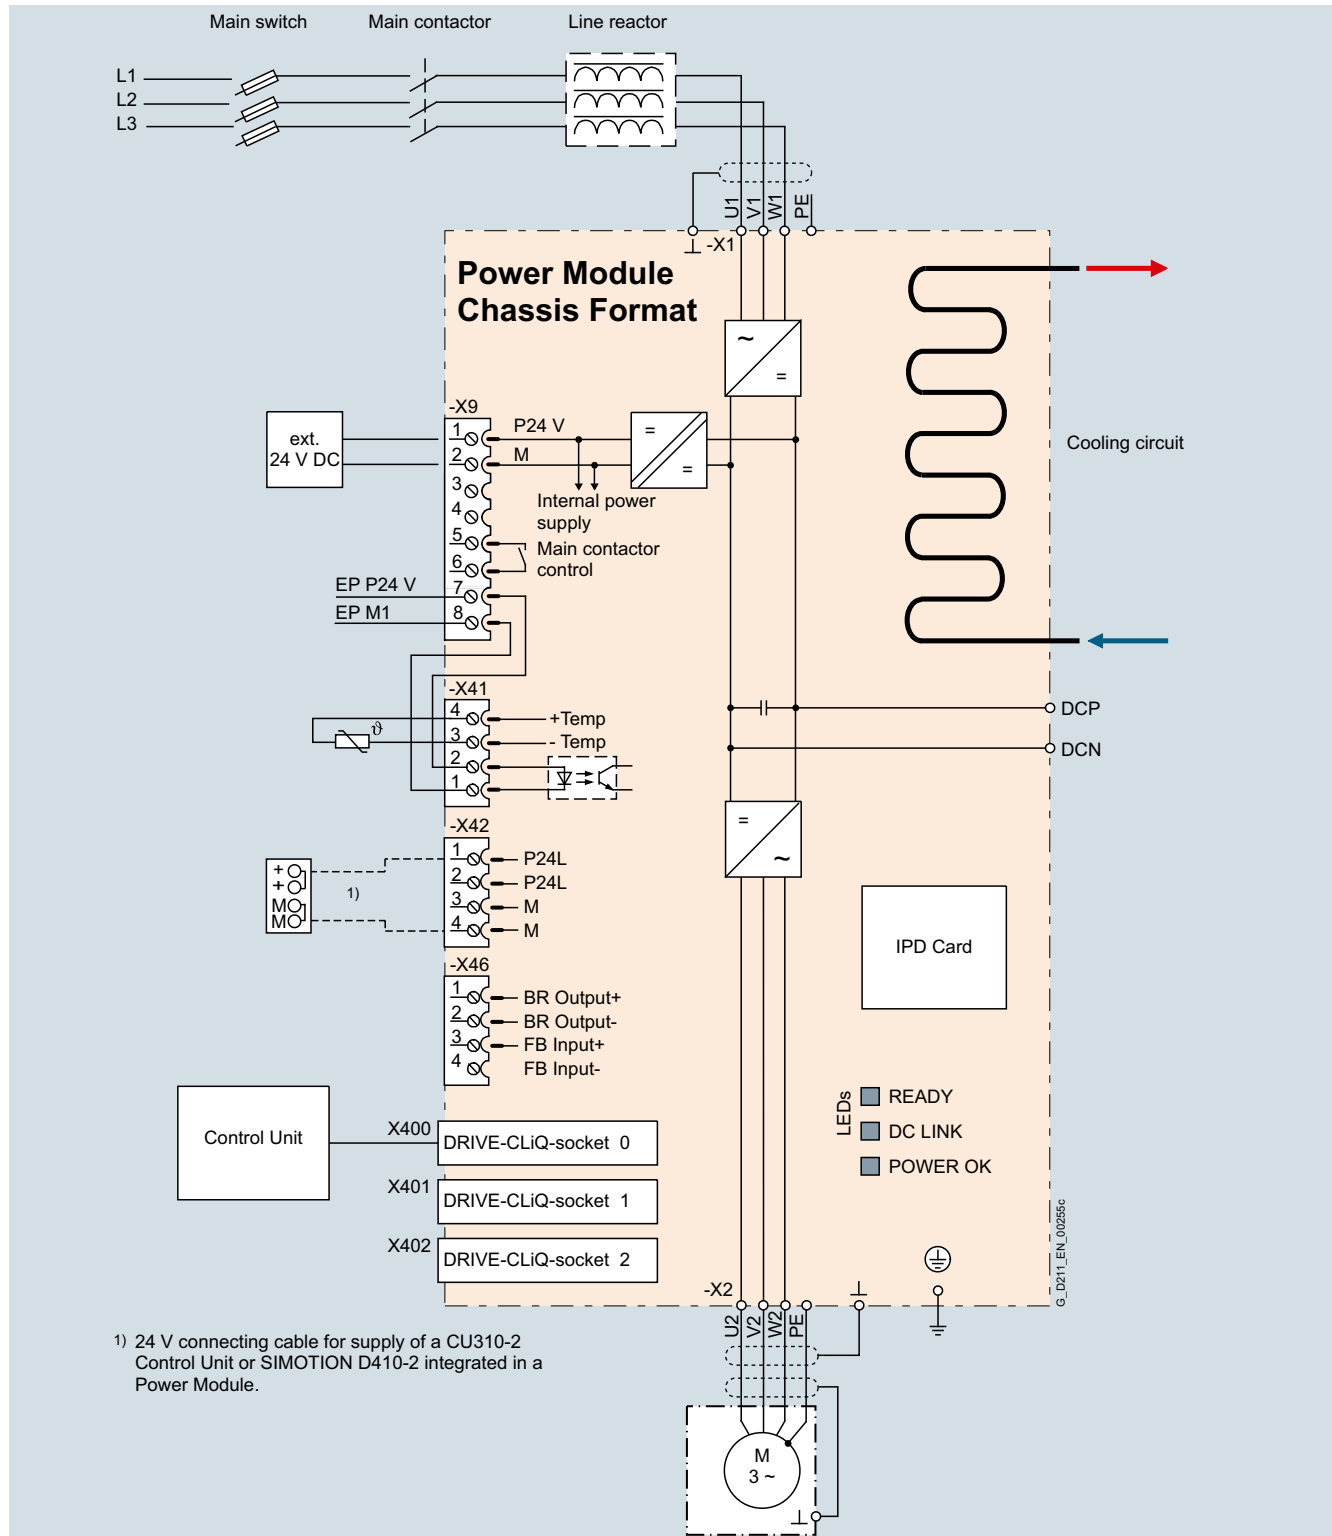 Main switch
Main contactor
Line reactor
L1
L2
L3
U1
V1
W1
PE
-X1
Power Module
Chassis Format
~
=
-X9
ext.
24 V DC
1
2
3
4
5
6
7
8
P24 V
M
=
=
Internal power
supply
Main contactor
control
EP P24 V
EP M1
Cooling circuit
-X41
4
3
2
1
ϑ
+Temp
- Temp
DCP
DCN
=
~
-X42
1
2
3
4
P24L
P24L
M
M
+
+
M
M
1)
IPD Card
-X46
1
2
3
4
BR Output+
BR Output-
FB Input+
FB Input-
LEDs
READY
DC LINK
POWER OK
Control Unit
X400
DRIVE-CLiQ-socket 0
X401
DRIVE-CLiQ-socket 1
X402
DRIVE-CLiQ-socket 2
G_D211_EN_00255c
-X2
U2
V2
W2
PE
1) 24 V connecting cable for supply of a CU310-2
Control Unit or SIMOTION D410-2 integrated in a
Power Module.
M
3 ~